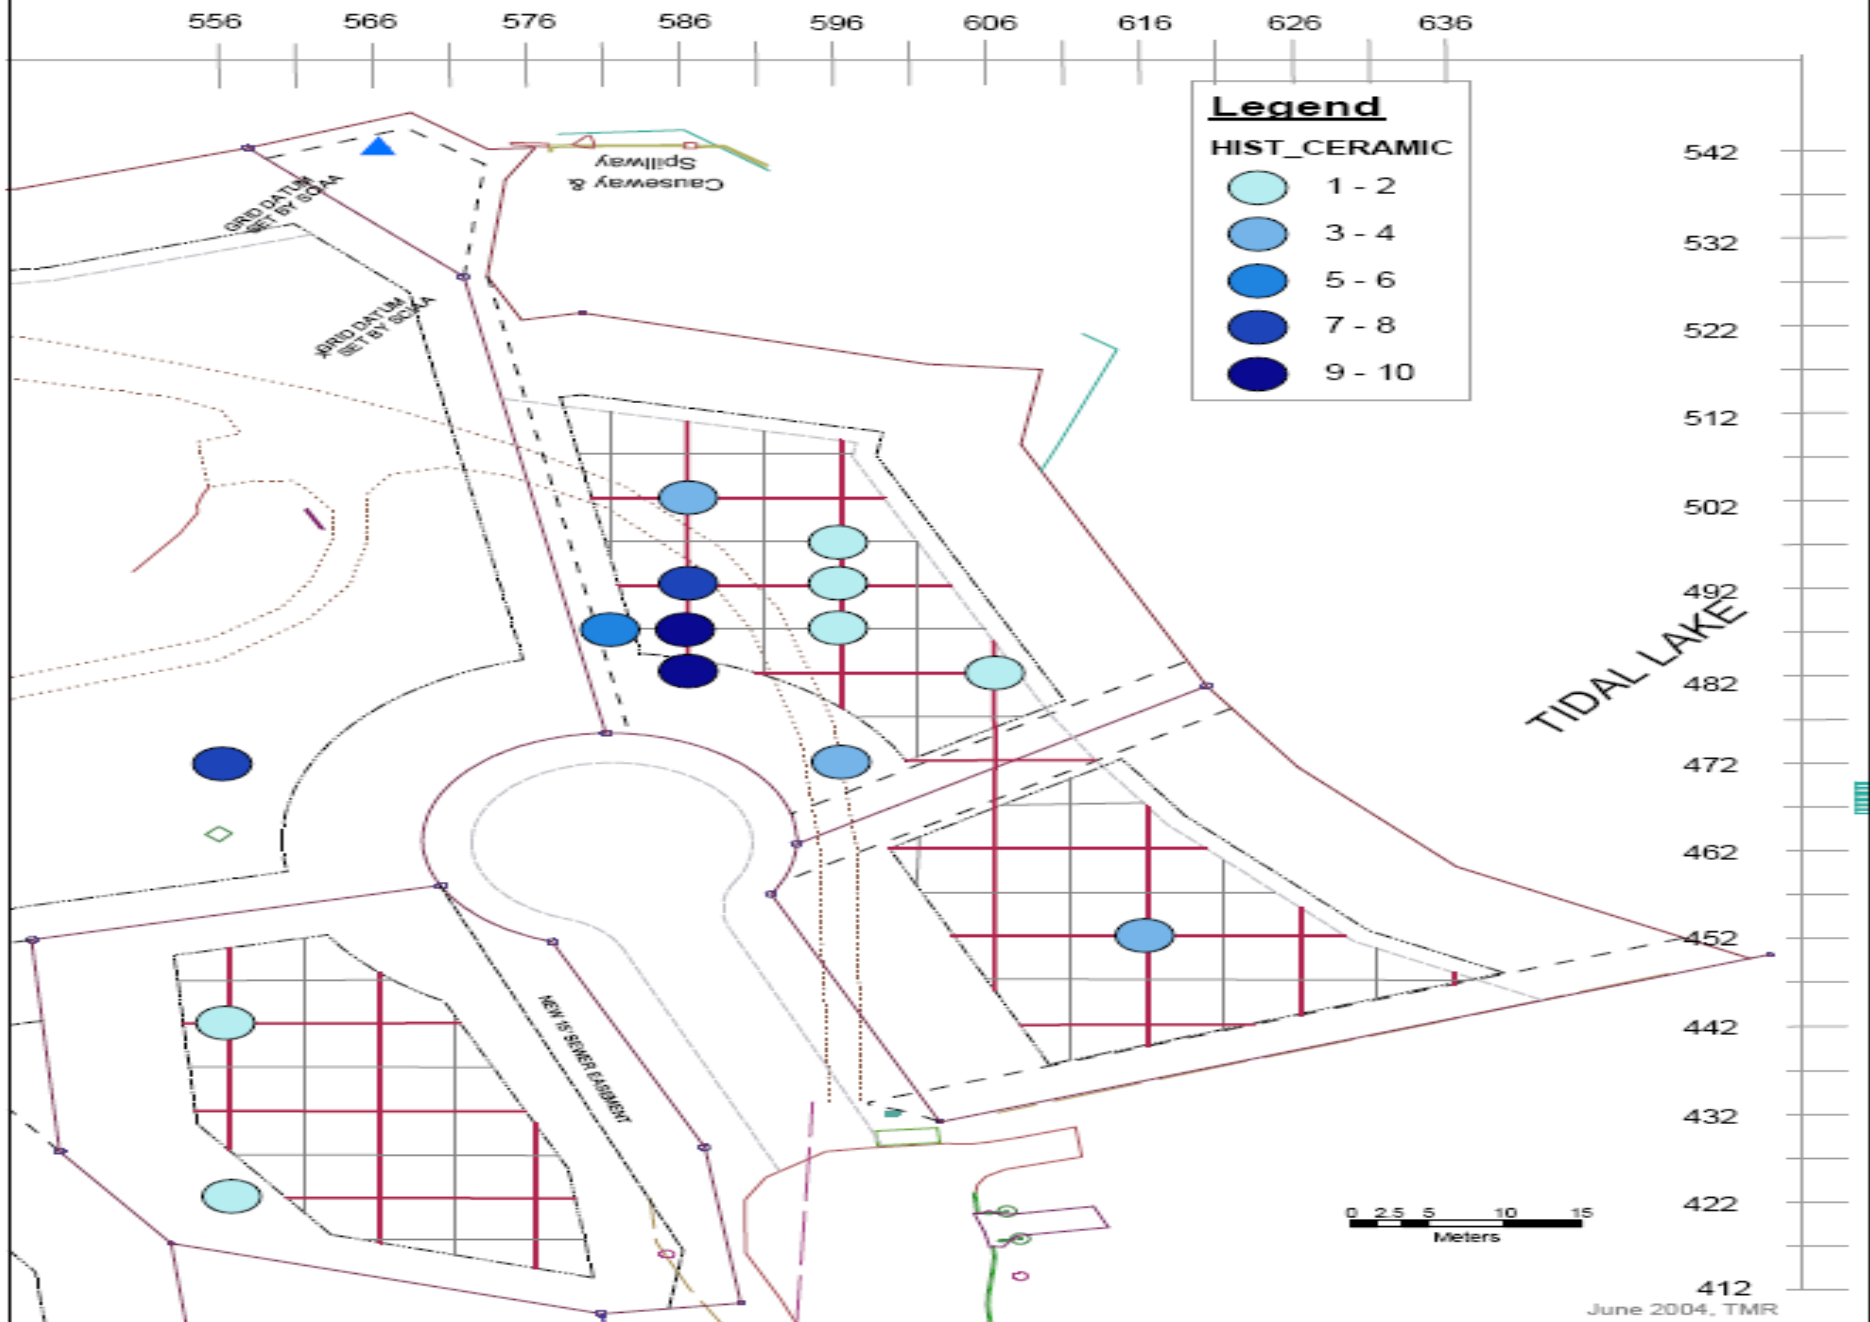 556 566 576 586 596 606 616 626 636
Legend
HIST_CERAMIC
1 - 2
3 - 4
5 - 6
7 - 8
9 - 10
Causeway &
Spillway
GRID DATUM
SET BY SCIAA
GRID DATUM
SET BY SCIAA
542
532
522
512
502
492
482
472
462
452
442
432
422
412
TIDAL LAKE
NEW 15' SEWER EASEMENT
0 2.5 5 10 15
Meters
June 2004, TMR